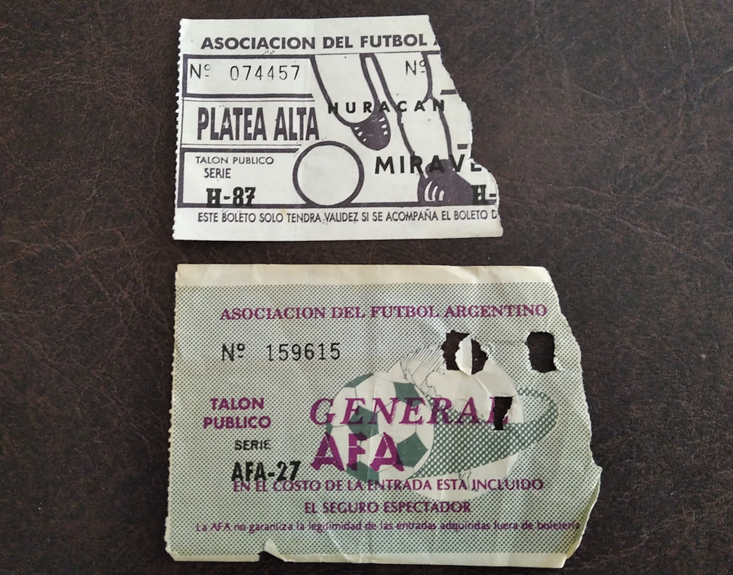 ASOCIACION DEL FUTBOL
Nº 074457 Nº
HURACAN
PLATEA ALTA
MIRAVE
TALON PUBLICO
SERIE
H-87 H-
ESTE BOLETO SOLO TENDRA VALIDEZ SI SE ACOMPAÑA EL BOLETO D
ASOCIACION DEL FUTBOL ARGENTINO
Nº 159615
TALON
PUBLICO
GENERAL
SERIE
AFA
AFA-27
EN EL COSTO DE LA ENTRADA ESTA INCLUIDO
EL SEGURO ESPECTADOR
La AFA no garantiza la legitimidad de las entradas adquiridas fuera de boletería